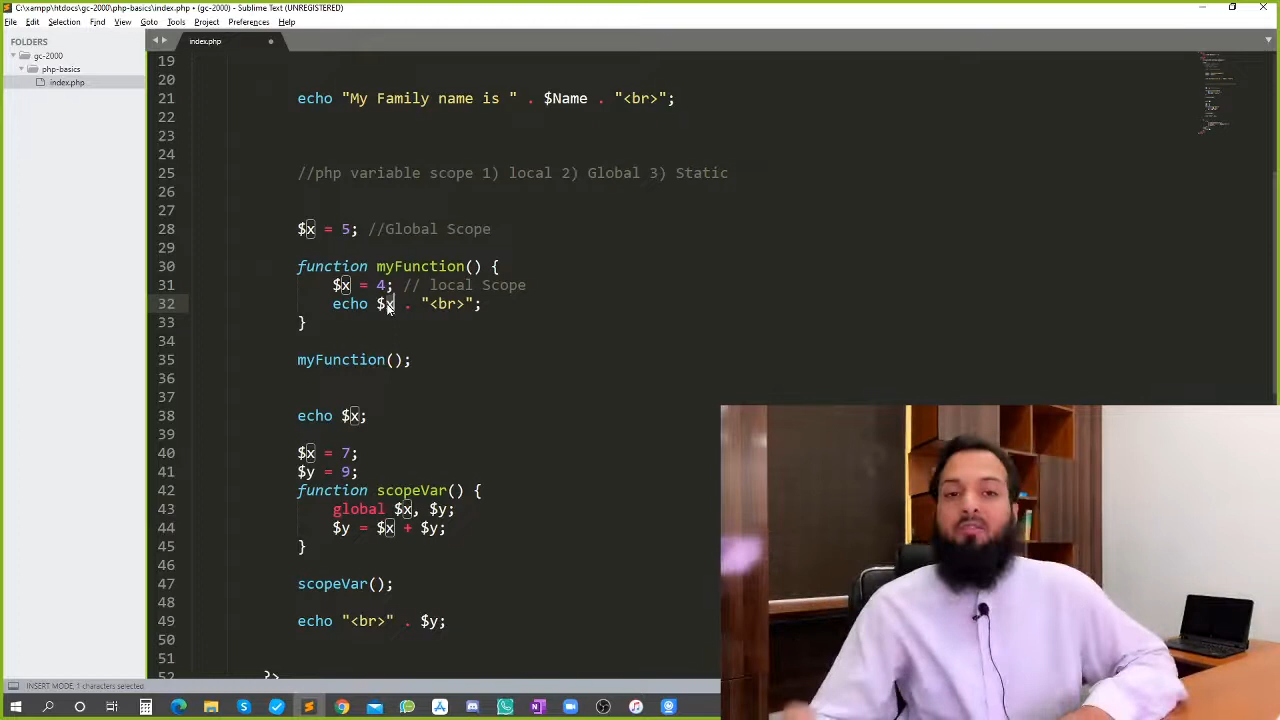 C:\xampp\htdocs\gc-2000\php-basics\index.php • (gc-2000) - Sublime Text (UNREGISTERED)
File Edit Selection Find View Goto Tools Project Preferences Help
FOLDERS
gc-2000
php-basics
index.php
index.php
19
20
21 echo "My Family name is " . $Name . "<br>";
22
23
24
25 //php variable scope 1) local 2) Global 3) Static
26
27
28 $x = 5; //Global Scope
29
30 function myFunction() {
31 $x = 4; // local Scope
32 echo $x . "<br>";
33 }
34
35 myFunction();
36
37
38 echo $x;
39
40 $x = 7;
41 $y = 9;
42 function scopeVar() {
43 global $x, $y;
44 $y = $x + $y;
45 }
46
47 scopeVar();
48
49 echo "<br>" . $y;
50
51
52 ?>
INSERT MODE, 1 characters selected